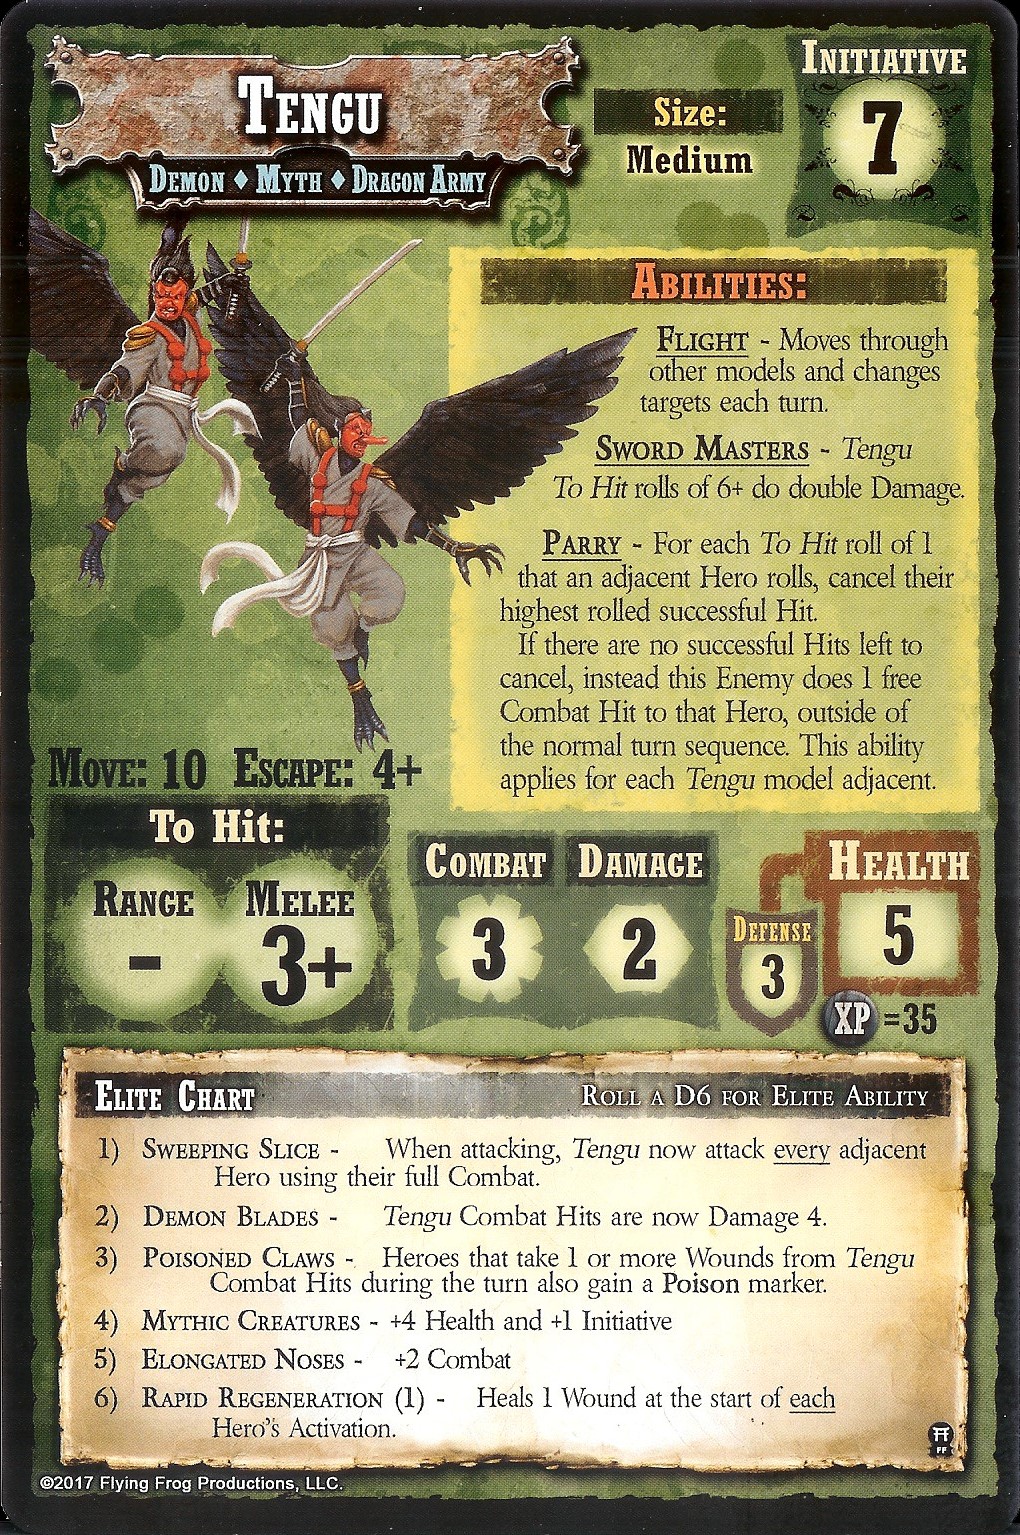 Tengu
Demon ♦ Myth ♦ Dragon Army
Size:
Medium
Initiative
7
Abilities:
Flight - Moves through
other models and changes
targets each turn.
Sword Masters - Tengu
To Hit rolls of 6+ do double Damage.
Parry - For each To Hit roll of 1
that an adjacent Hero rolls, cancel their
highest rolled successful Hit.
If there are no successful Hits left to
cancel, instead this Enemy does 1 free
Combat Hit to that Hero, outside of
the normal turn sequence. This ability
applies for each Tengu model adjacent.
Move: 10 Escape: 4+
To Hit:
Range
-
Melee
3+
Combat
3
Damage
2
Defense
3
Health
5
XP =35
Elite Chart
Roll a D6 for Elite Ability
1) Sweeping Slice - When attacking, Tengu now attack every adjacent
Hero using their full Combat.
2) Demon Blades - Tengu Combat Hits are now Damage 4.
3) Poisoned Claws - Heroes that take 1 or more Wounds from Tengu
Combat Hits during the turn also gain a Poison marker.
4) Mythic Creatures - +4 Health and +1 Initiative
5) Elongated Noses - +2 Combat
6) Rapid Regeneration (1) - Heals 1 Wound at the start of each
Hero's Activation.
FF
©2017 Flying Frog Productions, LLC.